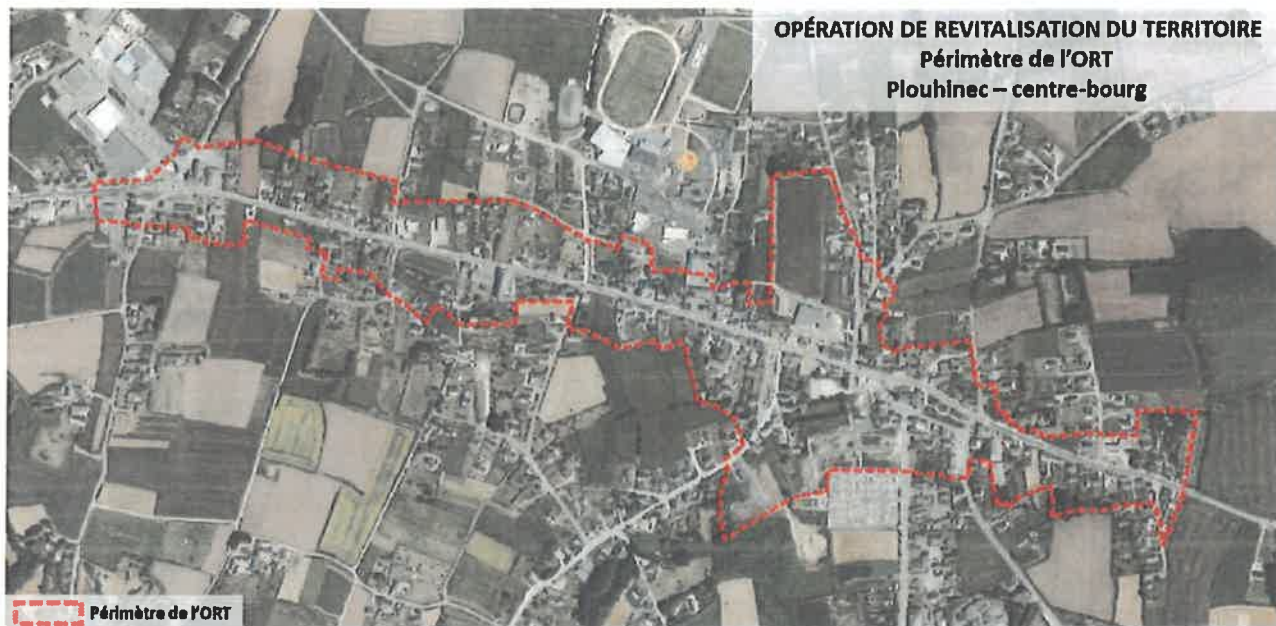 OPÉRATION DE REVITALISATION DU TERRITOIRE
Périmètre de l'ORT
Plouhinec – centre-bourg
Périmètre de l'ORT